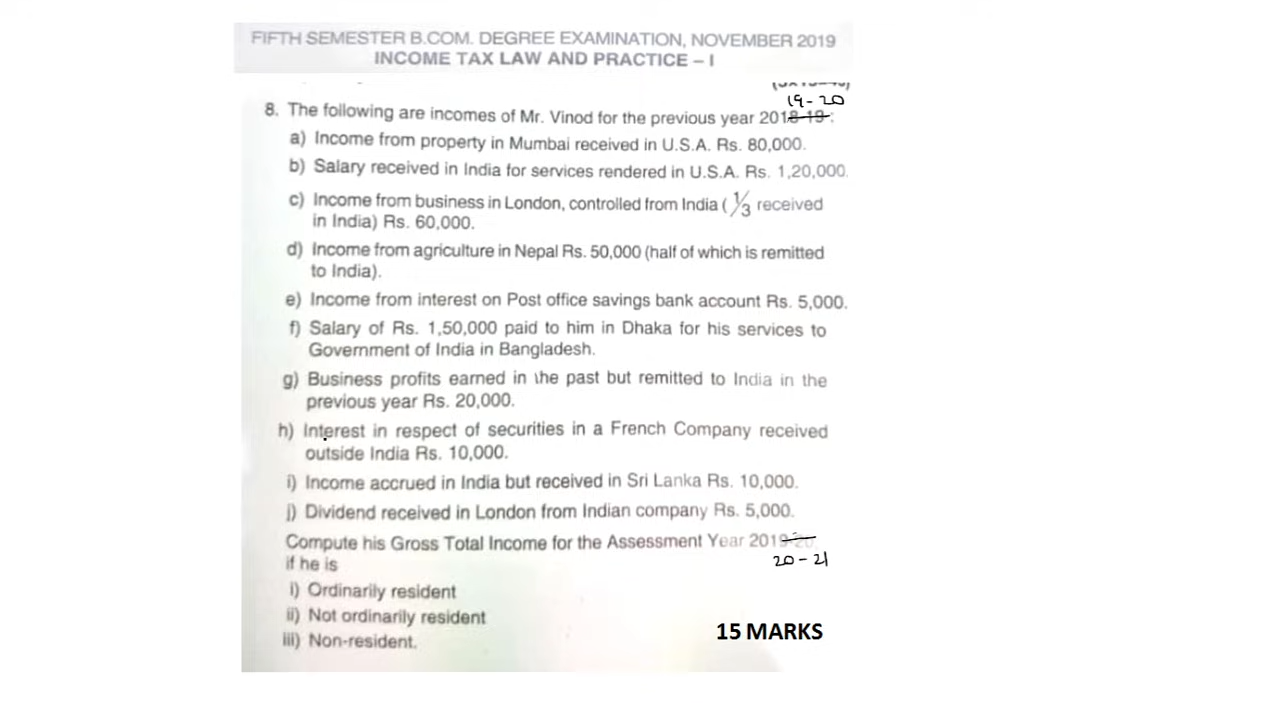 FIFTH SEMESTER B.COM. DEGREE EXAMINATION, NOVEMBER 2019
INCOME TAX LAW AND PRACTICE – I
19-20
8. The following are incomes of Mr. Vinod for the previous year 2018-19:
a) Income from property in Mumbai received in U.S.A. Rs. 80,000.
b) Salary received in India for services rendered in U.S.A. Rs. 1,20,000.
c) Income from business in London, controlled from India (1/3 received
in India) Rs. 60,000.
d) Income from agriculture in Nepal Rs. 50,000 (half of which is remitted
to India).
e) Income from interest on Post office savings bank account Rs. 5,000.
f) Salary of Rs. 1,50,000 paid to him in Dhaka for his services to
Government of India in Bangladesh.
g) Business profits earned in the past but remitted to India in the
previous year Rs. 20,000.
h) Interest in respect of securities in a French Company received
outside India Rs. 10,000.
i) Income accrued in India but received in Sri Lanka Rs. 10,000.
j) Dividend received in London from Indian company Rs. 5,000.
Compute his Gross Total Income for the Assessment Year 2019-20
if he is
20-21
i) Ordinarily resident
ii) Not ordinarily resident
iii) Non-resident.
15 MARKS